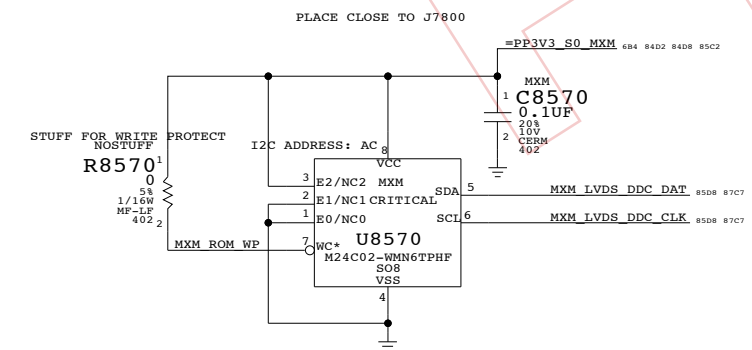 PLACE CLOSE TO J7800
=PP3V3_S0_MXM 6B4 84D2 84D8 85C2
MXM
1 C8570
0.1UF
20%
10V
2 CERM
402
STUFF FOR WRITE PROTECT
NOSTUFF
R8570 1
0
5%
1/16W
MF-LF
402 2
I2C ADDRESS: AC
8
VCC
3 E2/NC2 MXM
SDA 5 MXM_LVDS_DDC_DAT 85D8 87C7
2 E1/NC1 CRITICAL
1 E0/NC0
SCL 6 MXM_LVDS_DDC_CLK 85D8 87C7
MXM_ROM_WP 7 WC*
U8570
M24C02-WMN6TPHF
SO8
VSS
4